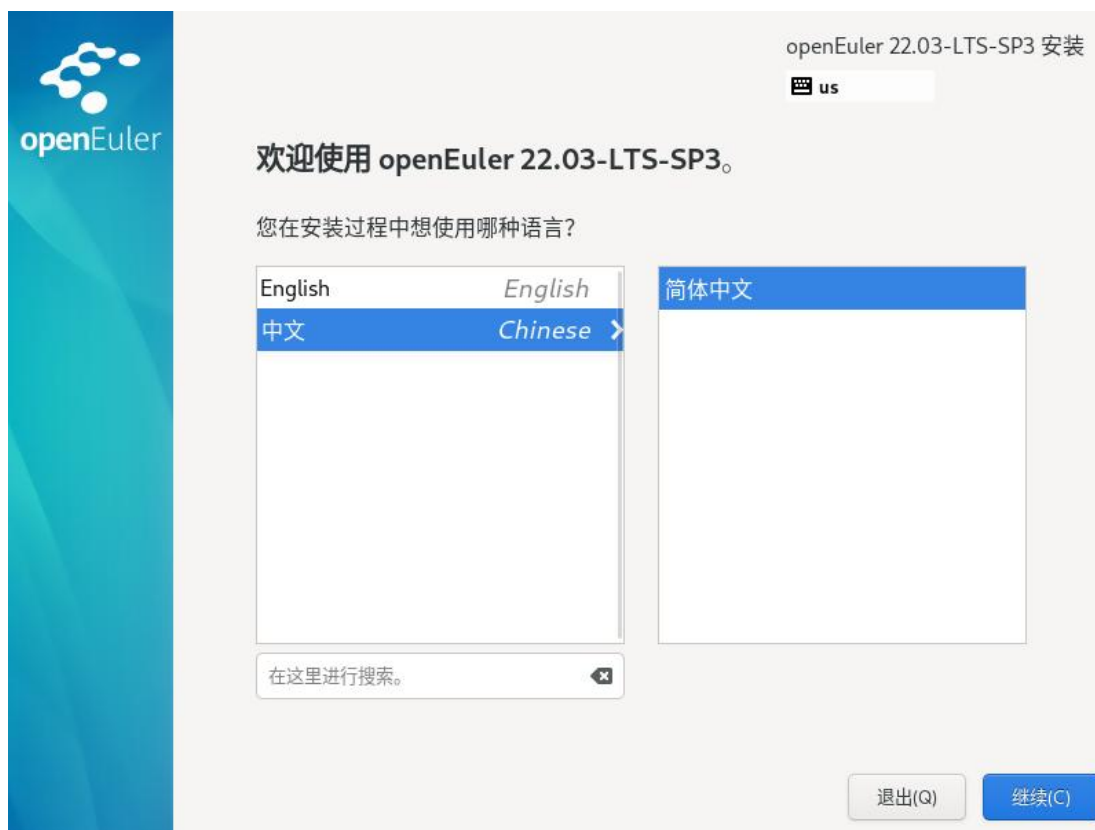 openEuler
openEuler 22.03-LTS-SP3 安装
us
欢迎使用 openEuler 22.03-LTS-SP3。
您在安装过程中想使用哪种语言?
English English
中文 Chinese
简体中文
在这里进行搜索。
退出(Q) 继续(C)